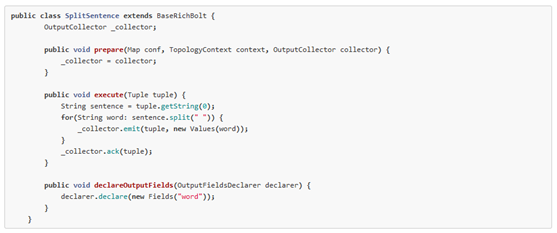 public class SplitSentence extends BaseRichBolt {
        OutputCollector _collector;

        public void prepare(Map conf, TopologyContext context, OutputCollector collector) {
            _collector = collector;
        }

        public void execute(Tuple tuple) {
            String sentence = tuple.getString(0);
            for(String word: sentence.split(" ")) {
                _collector.emit(tuple, new Values(word));
            }
            _collector.ack(tuple);
        }

        public void declareOutputFields(OutputFieldsDeclarer declarer) {
            declarer.declare(new Fields("word"));
        }
    }